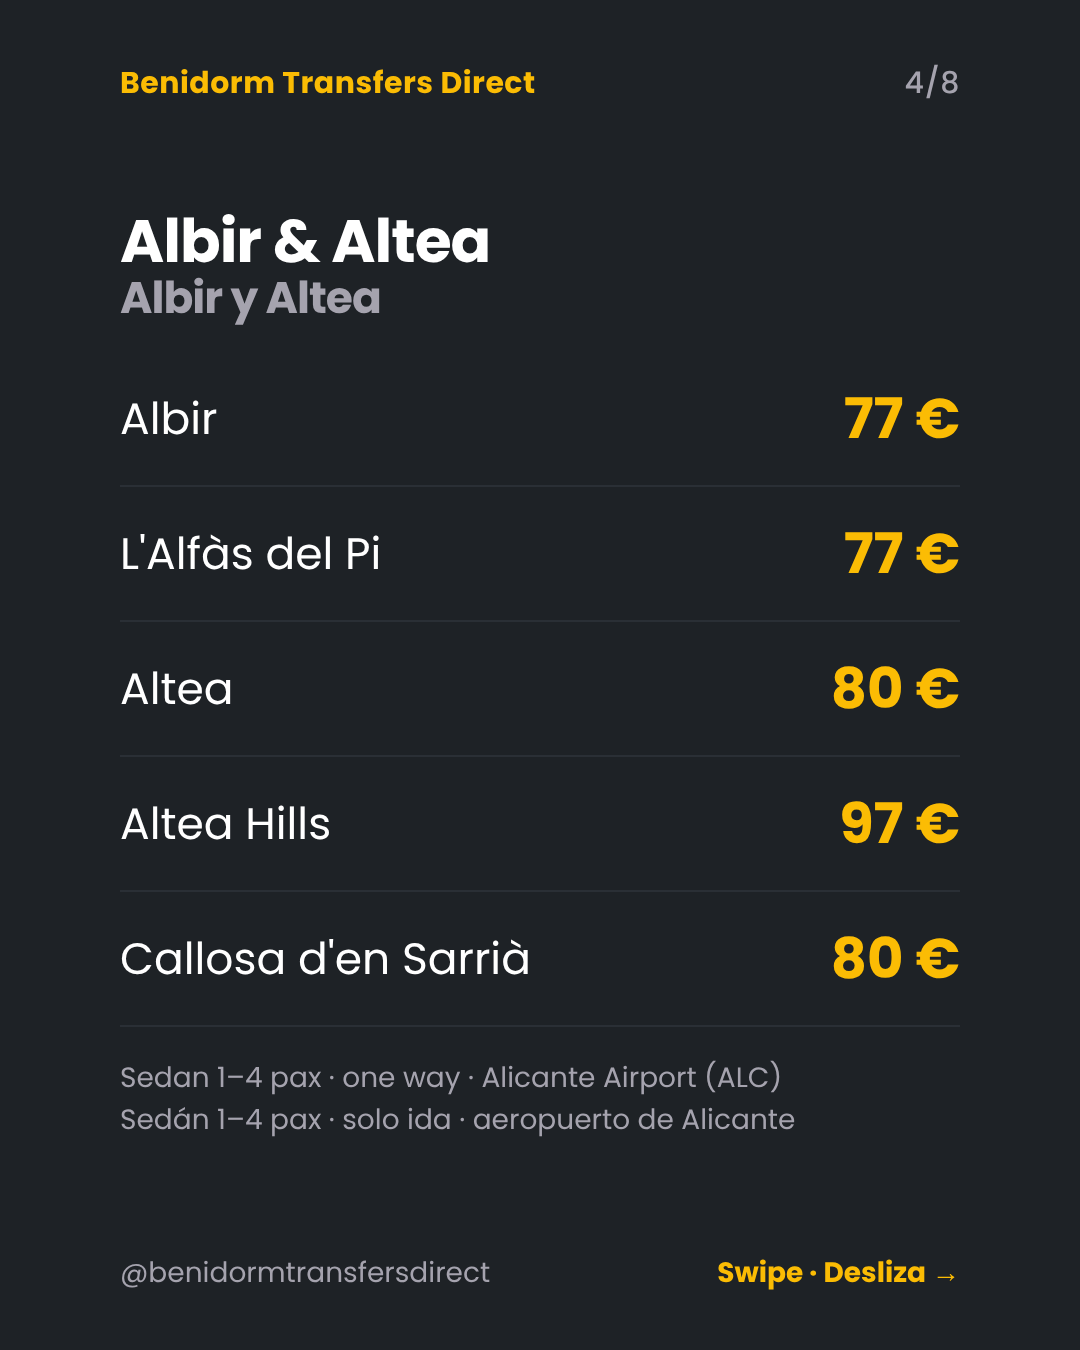 Benidorm Transfers Direct 4/8
Albir & Altea
Albir y Altea
Albir 77 €
L'Alfàs del Pi 77 €
Altea 80 €
Altea Hills 97 €
Callosa d'en Sarrià 80 €
Sedan 1–4 pax · one way · Alicante Airport (ALC)
Sedán 1–4 pax · solo ida · aeropuerto de Alicante
@benidormtransfersdirect Swipe · Desliza →